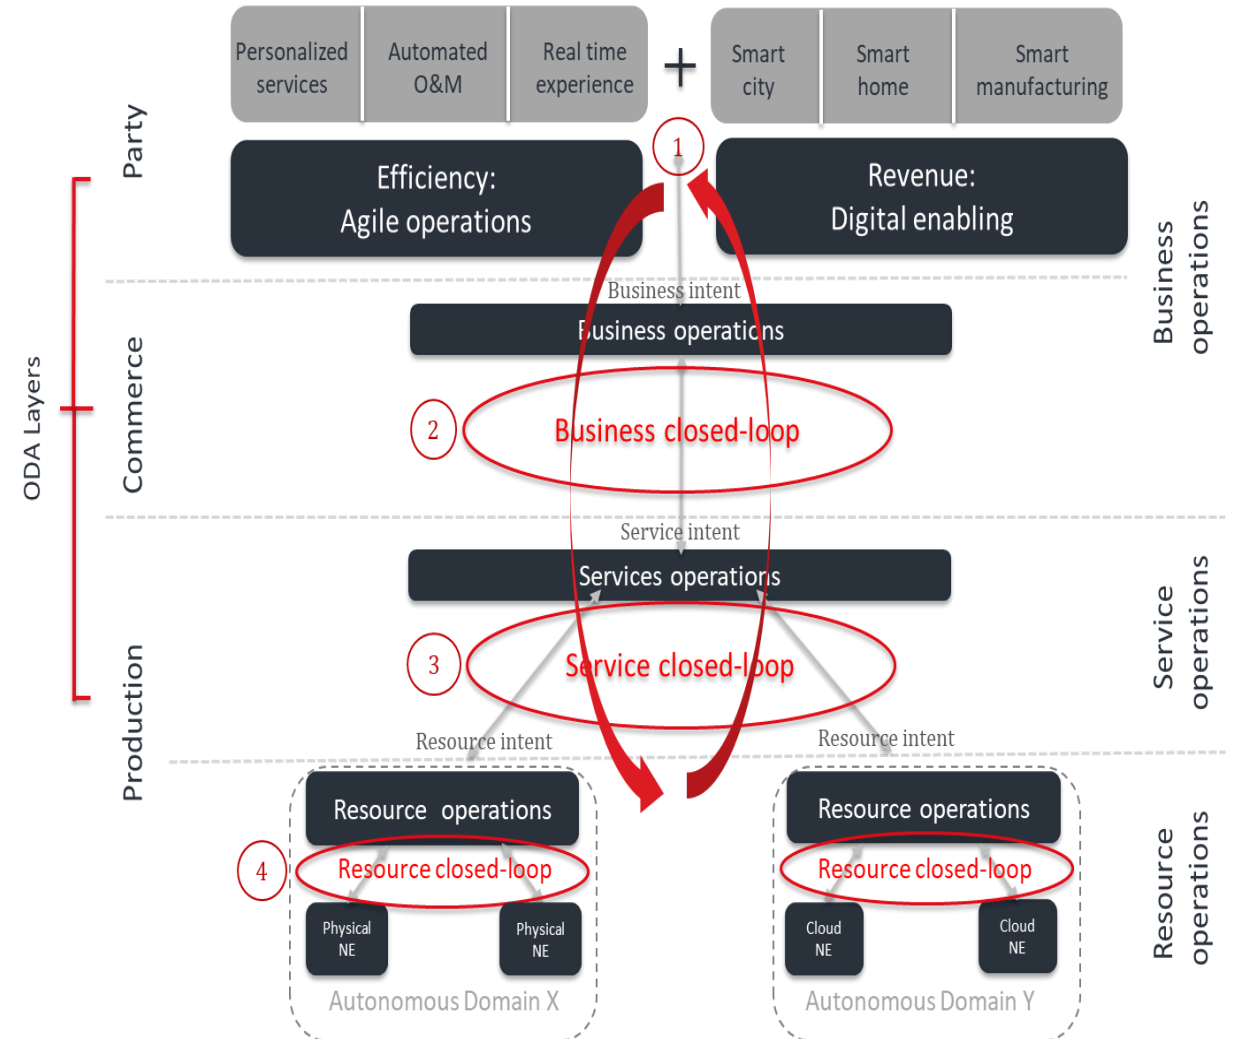 Personalized
services
Automated
O&M
Real time
experience
+
Smart
city
Smart
home
Smart
manufacturing
Party
1
Efficiency:
Agile operations
Revenue:
Digital enabling
Business
operations
Business intent
Business operations
ODA Layers
Commerce
2
Business closed-loop
Service intent
Services operations
Service
operations
3
Service closed-loop
Production
Resource intent
Resource intent
Resource operations
Resource operations
4
Resource closed-loop
Resource closed-loop
Resource
operations
Physical
NE
Physical
NE
Cloud
NE
Cloud
NE
Autonomous Domain X
Autonomous Domain Y